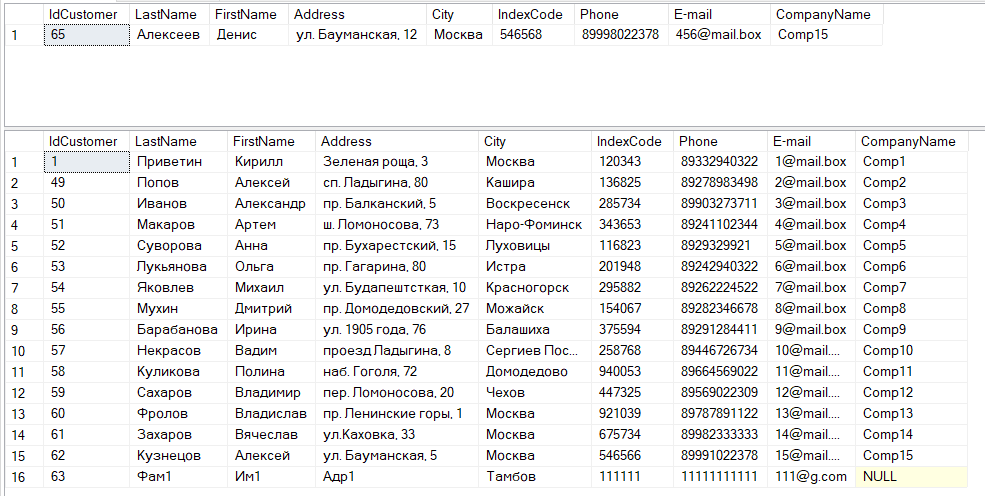 IdCustomer LastName FirstName Address City IndexCode Phone E-mail CompanyName
1 65 Алексеев Денис ул. Бауманская, 12 Москва 546568 89998022378 456@mail.box Comp15
IdCustomer LastName FirstName Address City IndexCode Phone E-mail CompanyName
1 1 Приветин Кирилл Зеленая роща, 3 Москва 120343 89332940322 1@mail.box Comp1
2 49 Попов Алексей сп. Ладыгина, 80 Кашира 136825 89278983498 2@mail.box Comp2
3 50 Иванов Александр пр. Балканский, 5 Воскресенск 285734 89903273711 3@mail.box Comp3
4 51 Макаров Артем ш. Ломоносова, 73 Наро-Фоминск 343653 89241102344 4@mail.box Comp4
5 52 Суворова Анна пр. Бухарестский, 15 Луховицы 116823 8929329921 5@mail.box Comp5
6 53 Лукьянова Ольга пр. Гагарина, 80 Истра 201948 89242940322 6@mail.box Comp6
7 54 Яковлев Михаил ул. Будапештсткая, 10 Красногорск 295882 89262224522 7@mail.box Comp7
8 55 Мухин Дмитрий пр. Домодедовский, 27 Можайск 154067 89282346678 8@mail.box Comp8
9 56 Барабанова Ирина ул. 1905 года, 76 Балашиха 375594 89291284411 9@mail.box Comp9
10 57 Некрасов Вадим проезд Ладыгина, 8 Сергиев Пос... 258768 89446726734 10@mail.... Comp10
11 58 Куликова Полина наб. Гоголя, 72 Домодедово 940053 89664569022 11@mail.... Comp11
12 59 Сахаров Владимир пер. Ломоносова, 20 Чехов 447325 89569022309 12@mail.... Comp12
13 60 Фролов Владислав пр. Ленинские горы, 1 Москва 921039 89787891122 13@mail.... Comp13
14 61 Захаров Вячеслав ул.Каховка, 33 Москва 675734 89982333333 14@mail.... Comp14
15 62 Кузнецов Алексей ул. Бауманская, 5 Москва 546566 89991022378 15@mail.... Comp15
16 63 Фам1 Им1 Адр1 Тамбов 111111 11111111111 111@g.com NULL